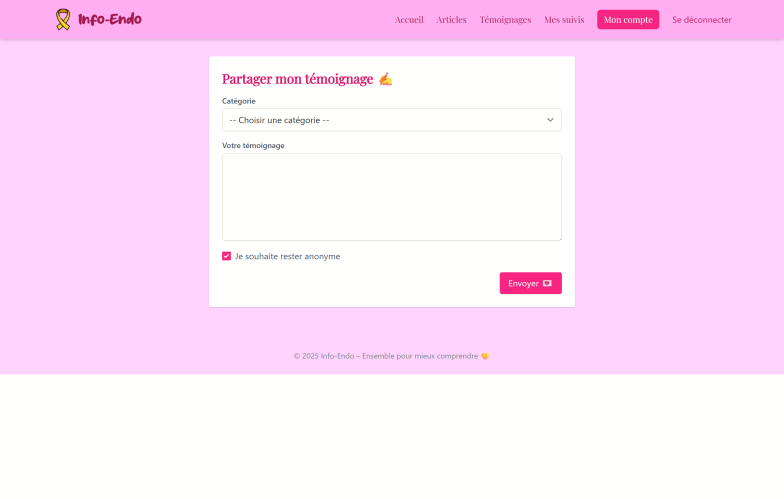 Info-Endo
Accueil Articles Témoignages Mes suivis Mon compte Se déconnecter
Partager mon témoignage ✍️
Catégorie
-- Choisir une catégorie --
Votre témoignage
Je souhaite rester anonyme
Envoyer 💌
© 2025 Info-Endo – Ensemble pour mieux comprendre 💛